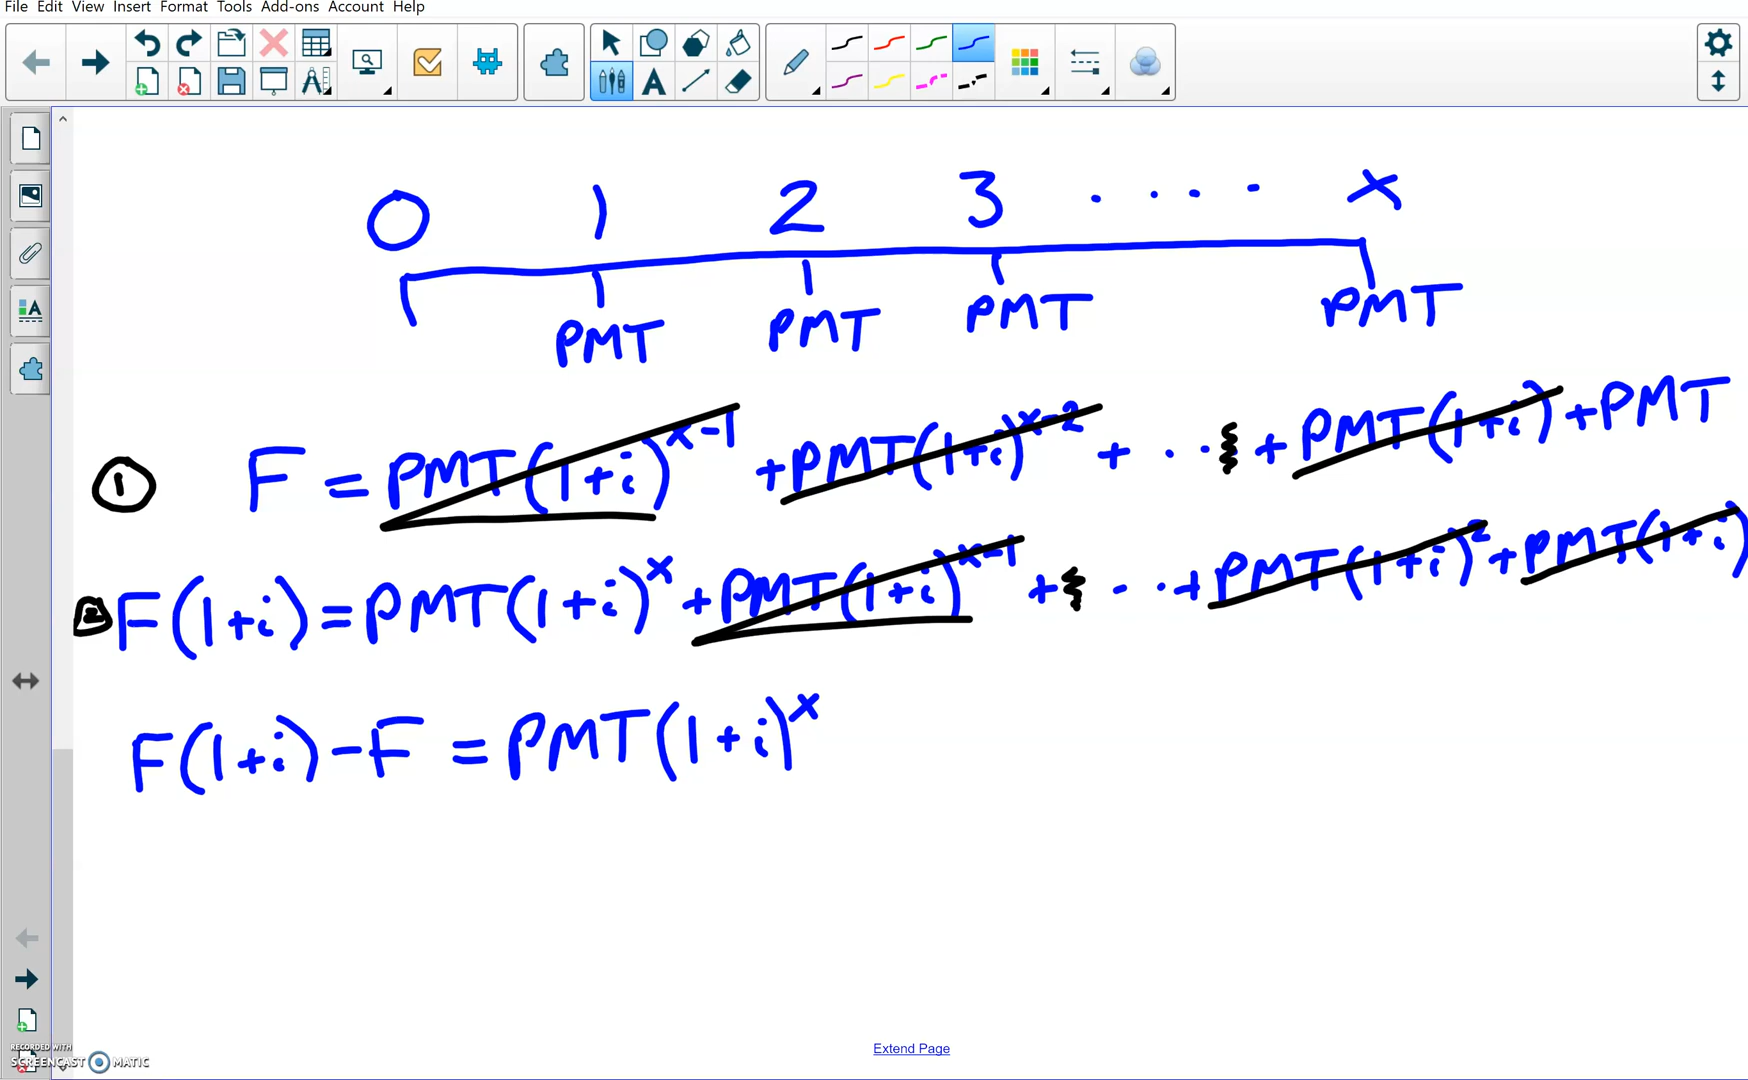 File Edit View Insert Format Tools Add-ons Account Help
0 1 2 3 .... x
PMT PMT PMT PMT
① F = PMT(1+i)^x-1 + PMT(1+i)^x-2 + ... + PMT(1+i) + PMT
② F(1+i) = PMT(1+i)^x + PMT(1+i)^x-1 + ... + PMT(1+i)^2 + PMT(1+i)
F(1+i) - F = PMT(1+i)^x
Extend Page
RECORDED WITH
SCREENCAST MATIC